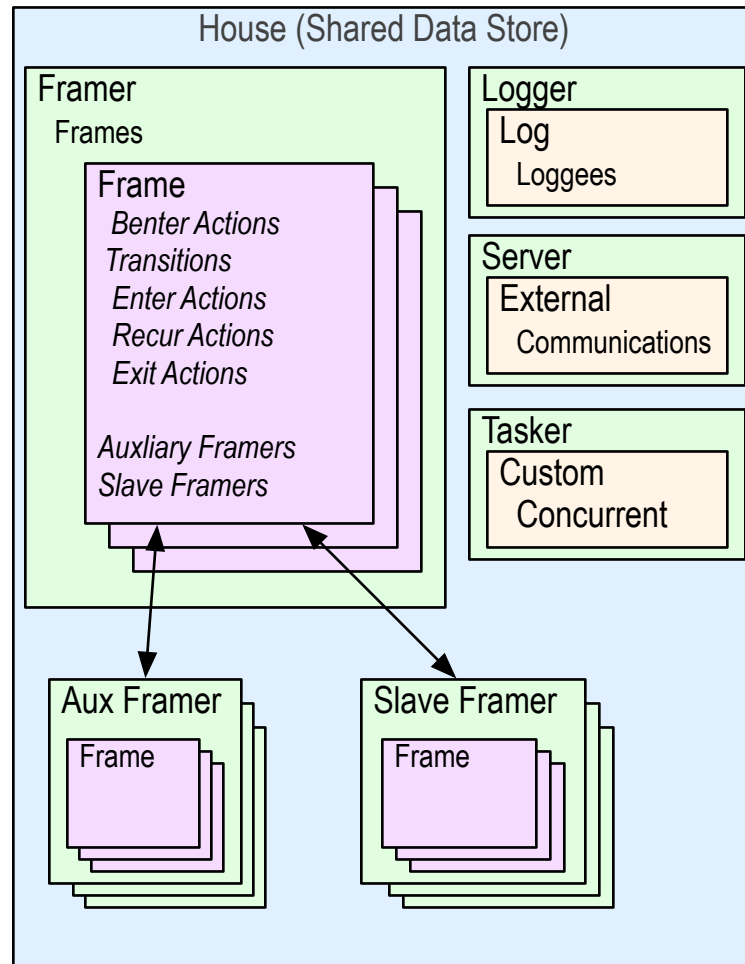 House (Shared Data Store)
Framer
Frames
Frame
Benter Actions
Transitions
Enter Actions
Recur Actions
Exit Actions
Auxliary Framers
Slave Framers
Logger
Log
Loggees
Server
External
Communications
Tasker
Custom
Concurrent
Aux Framer
Frame
Slave Framer
Frame